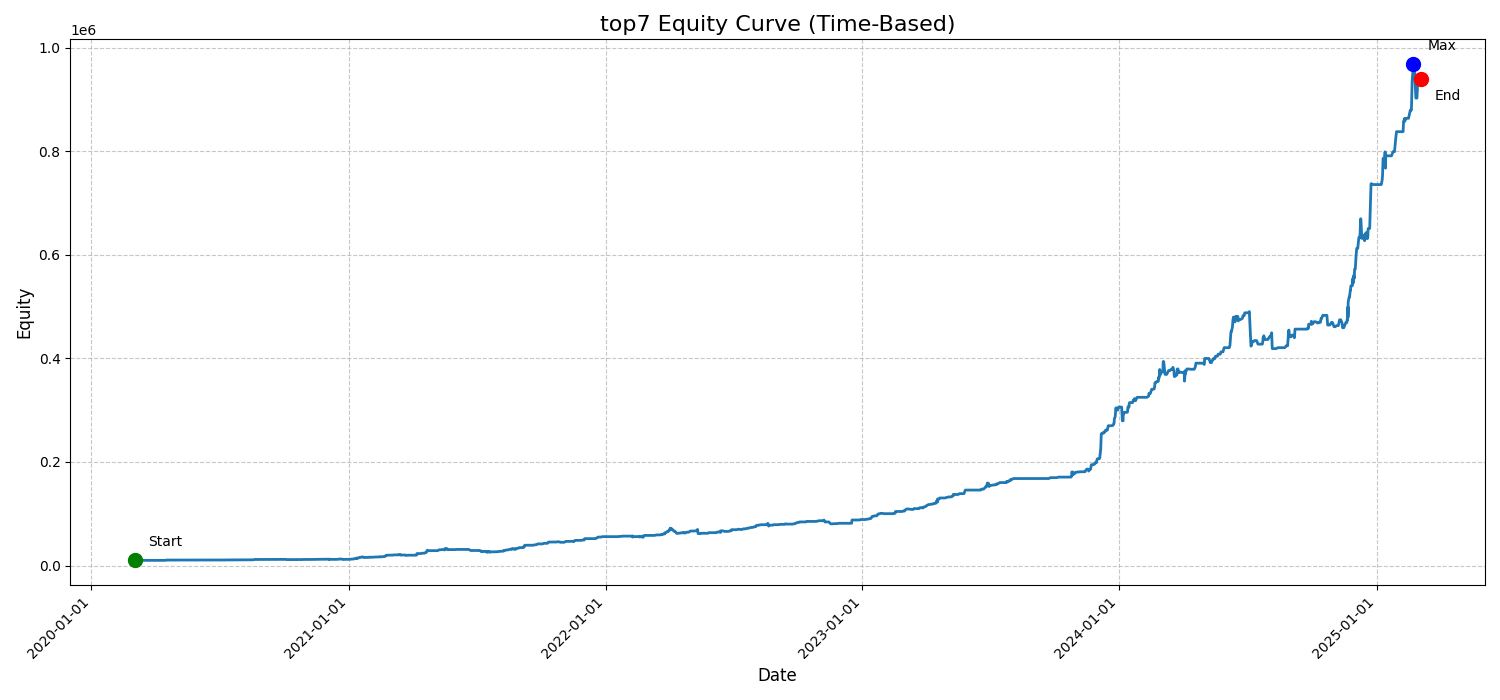 top7 Equity Curve (Time-Based)
1e6
1.0
0.8
0.6
0.4
0.2
0.0
Equity
Max
End
Start
2020-01-01
2021-01-01
2022-01-01
2023-01-01
2024-01-01
2025-01-01
Date